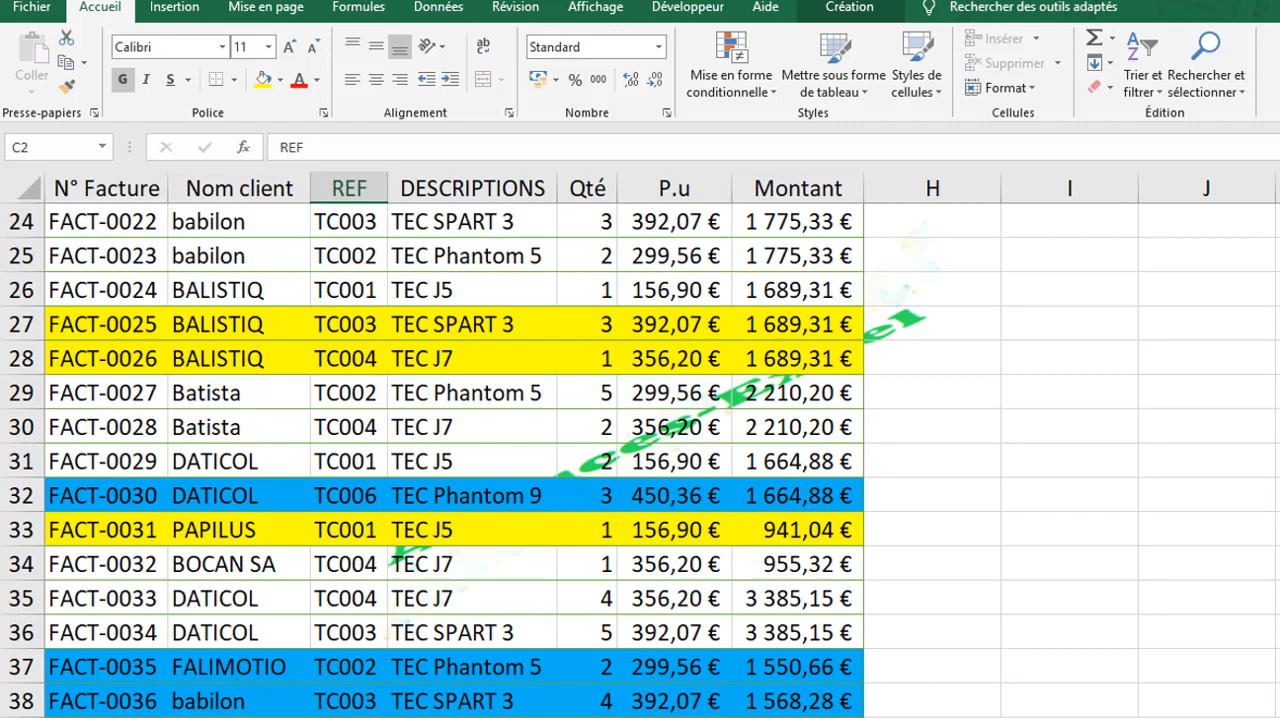 Fichier Accueil Insertion Mise en page Formules Données Révision Affichage Développeur Aide Création Rechercher des outils adaptés
Coller
Calibri 11
G I S
ab
Standard
% 000
Mise en forme conditionnelle
Mettre sous forme de tableau
Styles de cellules
Insérer
Supprimer
Format
Trier et filtrer
Rechercher et sélectionner
Presse-papiers Police Alignement Nombre Styles Cellules Édition
C2 fx REF
N° Facture Nom client REF DESCRIPTIONS Qté P.u Montant H I J
24 FACT-0022 babilon TC003 TEC SPART 3 3 392,07 € 1 775,33 €
25 FACT-0023 babilon TC002 TEC Phantom 5 2 299,56 € 1 775,33 €
26 FACT-0024 BALISTIQ TC001 TEC J5 1 156,90 € 1 689,31 €
27 FACT-0025 BALISTIQ TC003 TEC SPART 3 3 392,07 € 1 689,31 €
28 FACT-0026 BALISTIQ TC004 TEC J7 1 356,20 € 1 689,31 €
29 FACT-0027 Batista TC002 TEC Phantom 5 5 299,56 € 2 210,20 €
30 FACT-0028 Batista TC004 TEC J7 2 356,20 € 2 210,20 €
31 FACT-0029 DATICOL TC001 TEC J5 2 156,90 € 1 664,88 €
32 FACT-0030 DATICOL TC006 TEC Phantom 9 3 450,36 € 1 664,88 €
33 FACT-0031 PAPILUS TC001 TEC J5 1 156,90 € 941,04 €
34 FACT-0032 BOCAN SA TC004 TEC J7 1 356,20 € 955,32 €
35 FACT-0033 DATICOL TC004 TEC J7 4 356,20 € 3 385,15 €
36 FACT-0034 DATICOL TC003 TEC SPART 3 5 392,07 € 3 385,15 €
37 FACT-0035 FALIMOTIO TC002 TEC Phantom 5 2 299,56 € 1 550,66 €
38 FACT-0036 babilon TC003 TEC SPART 3 4 392,07 € 1 568,28 €